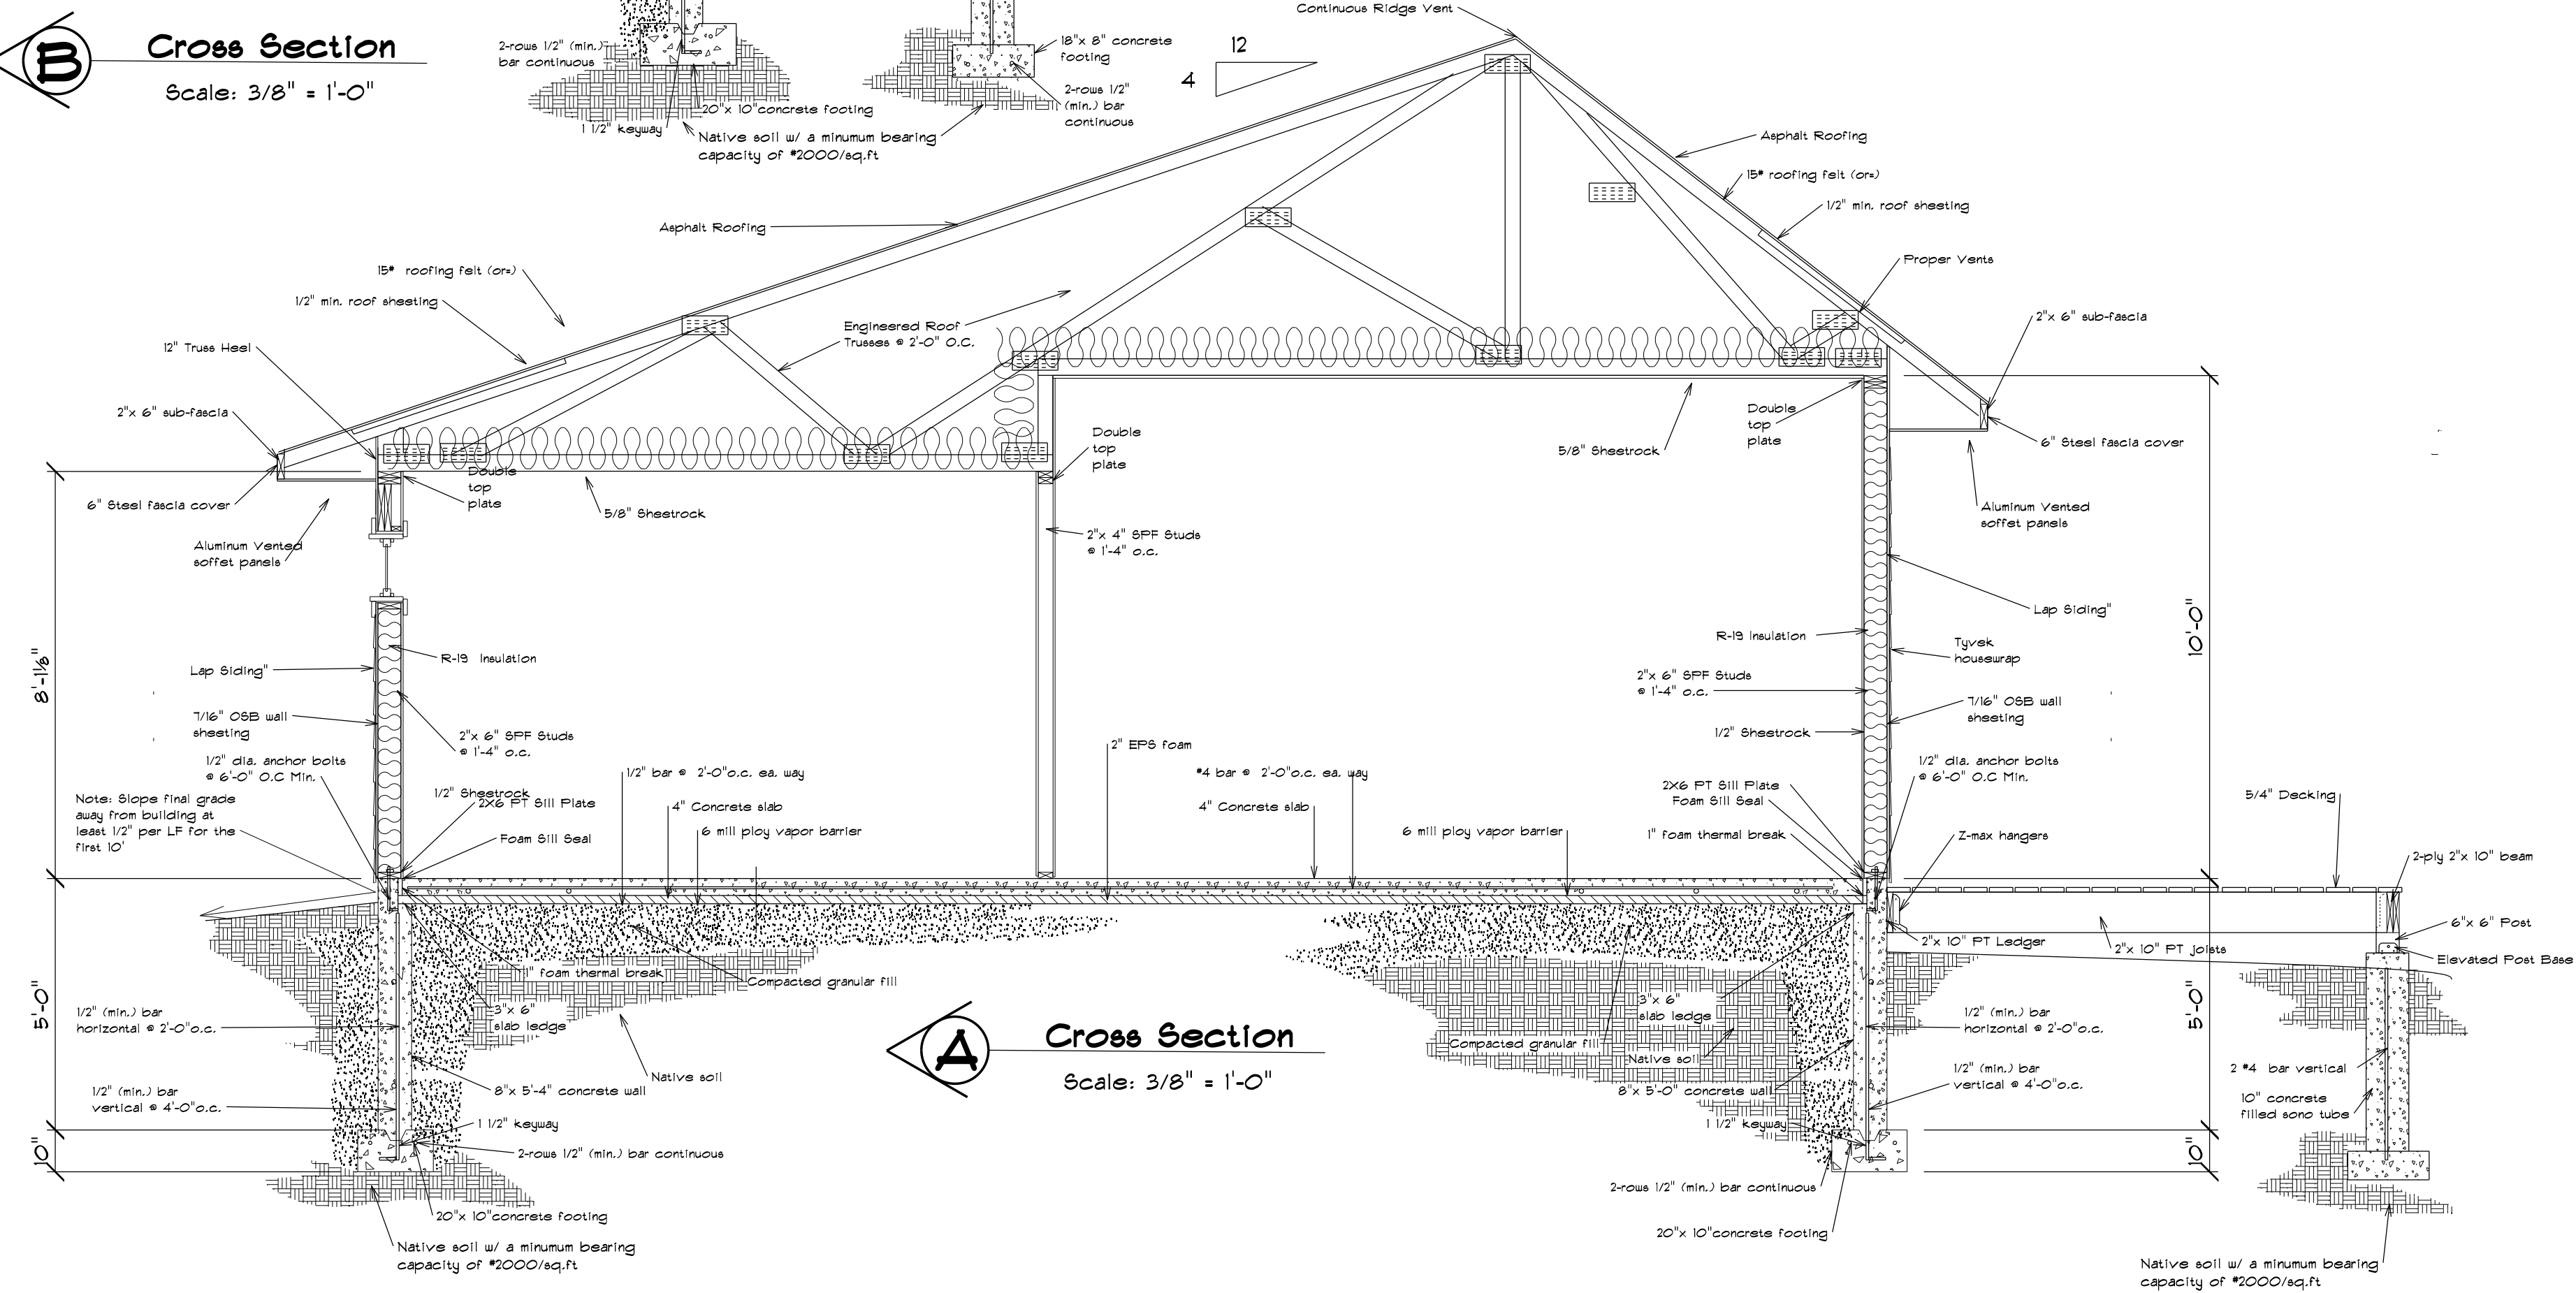 B
Cross Section
Scale: 3/8" = 1'-0"
2-rows 1/2" (min.)
bar continuous
20"x 10"concrete footing
1 1/2" keyway
Native soil w/ a minumum bearing
capacity of #2000/sq.ft
18"x 8" concrete
footing
2-rows 1/2"
(min.) bar
continuous
Continuous Ridge Vent
12
4
Asphalt Roofing
15# roofing felt (or=)
1/2" min. roof sheeting
Proper Vents
2"x 6" sub-fascia
6" Steel fascia cover
Aluminum Vented
soffet panels
Asphalt Roofing
15# roofing felt (or=)
1/2" min. roof sheeting
12" Truss Heel
2"x 6" sub-fascia
6" Steel fascia cover
Aluminum Vented
soffet panels
Engineered Roof
Trusses @ 2'-0" O.C.
Double
top
plate
5/8" Sheetrock
Double
top
plate
2"x 4" SPF Studs
@ 1'-4" o.c.
5/8" Sheetrock
Double
top
plate
8'-1⅛"
Lap Siding"
R-19 Insulation
7/16" OSB wall
sheeting
2"x 6" SPF Studs
@ 1'-4" o.c.
1/2" dia. anchor bolts
@ 6'-0" O.C Min.
Note: Slope final grade
away from building at
least 1/2" per LF for the
first 10'
1/2" Sheetrock
2X6 PT Sill Plate
Foam Sill Seal
1/2" bar @ 2'-0"o.c. ea. way
4" Concrete slab
6 mill ploy vapor barrier
2" EPS foam
#4 bar @ 2'-0"o.c. ea. way
4" Concrete slab
6 mill ploy vapor barrier
Lap Siding"
R-19 Insulation
Tyvek
housewrap
2"x 6" SPF Studs
@ 1'-4" o.c.
7/16" OSB wall
sheeting
1/2" Sheetrock
1/2" dia. anchor bolts
@ 6'-0" O.C Min.
2X6 PT Sill Plate
Foam Sill Seal
1" foam thermal break
Z-max hangers
10'-0"
5/4" Decking
2-ply 2"x 10" beam
6"x 6" Post
Elevated Post Base
2"x 10" PT Ledger
2"x 10" PT joists
5'-0"
1/2" (min.) bar
horizontal @ 2'-0"o.c.
1/2" (min.) bar
vertical @ 4'-0"o.c.
10"
1" foam thermal break
Compacted granular fill
3"x 6"
slab ledge
Native soil
8"x 5'-4" concrete wall
1 1/2" keyway
2-rows 1/2" (min.) bar continuous
20"x 10"concrete footing
Native soil w/ a minumum bearing
capacity of #2000/sq.ft
A
Cross Section
Scale: 3/8" = 1'-0"
3"x 6"
slab ledge
Compacted granular fill
Native soil
8"x 5'-0" concrete wall
1 1/2" keyway
2-rows 1/2" (min.) bar continuous
20"x 10"concrete footing
1/2" (min.) bar
horizontal @ 2'-0"o.c.
1/2" (min.) bar
vertical @ 4'-0"o.c.
5'-0"
10"
2 #4 bar vertical
10" concrete
filled sono tube
Native soil w/ a minumum bearing
capacity of #2000/sq.ft